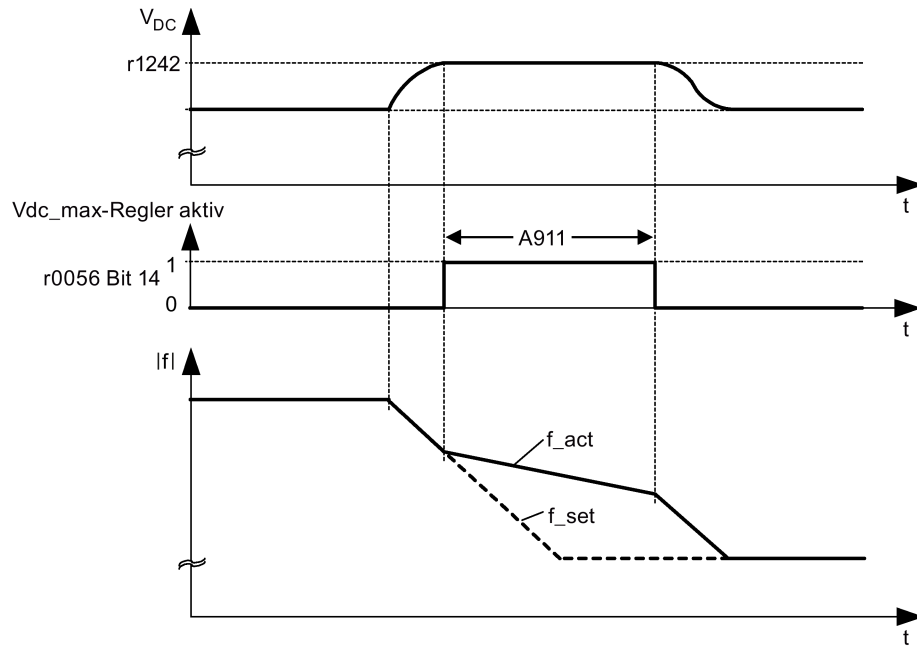 V_DC
r1242
t
Vdc_max-Regler aktiv
A911
1
r0056 Bit 14
0
t
|f|
f_act
f_set
t